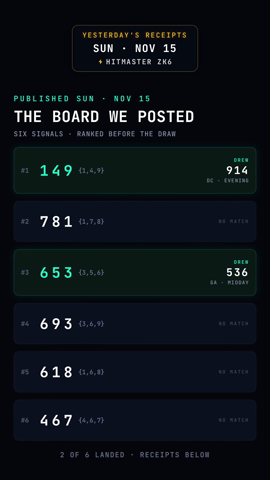 YESTERDAY'S RECEIPTS
SUN · NOV 15
⚡HITMASTER ZK6
PUBLISHED SUN · NOV 15
THE BOARD WE POSTED
SIX SIGNALS · RANKED BEFORE THE DRAW
#1 149 {1,4,9}
DREW
914
DC · EVENING
#2 781 {1,7,8} NO MATCH
#3 653 {3,5,6}
DREW
536
GA · MIDDAY
#4 693 {3,6,9} NO MATCH
#5 618 {1,6,8} NO MATCH
#6 467 {4,6,7} NO MATCH
2 OF 6 LANDED · RECEIPTS BELOW